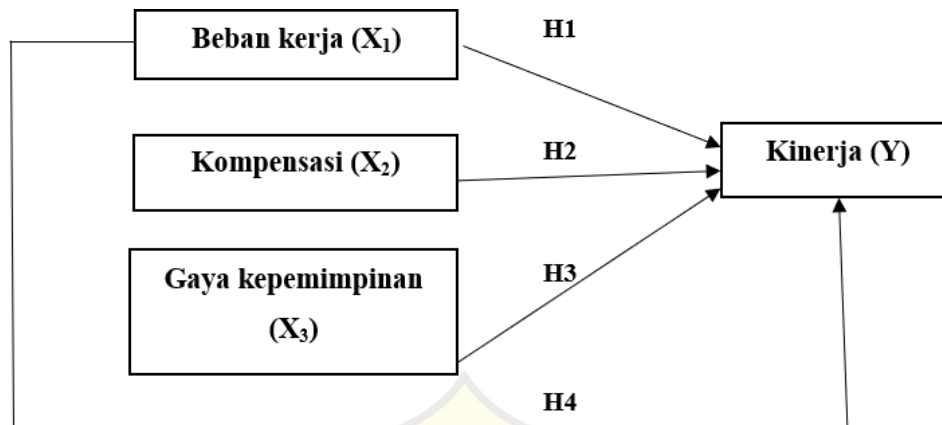 Beban kerja (X₁)
H1
Kompensasi (X₂)
H2
Kinerja (Y)
Gaya kepemimpinan
(X₃)
H3
H4